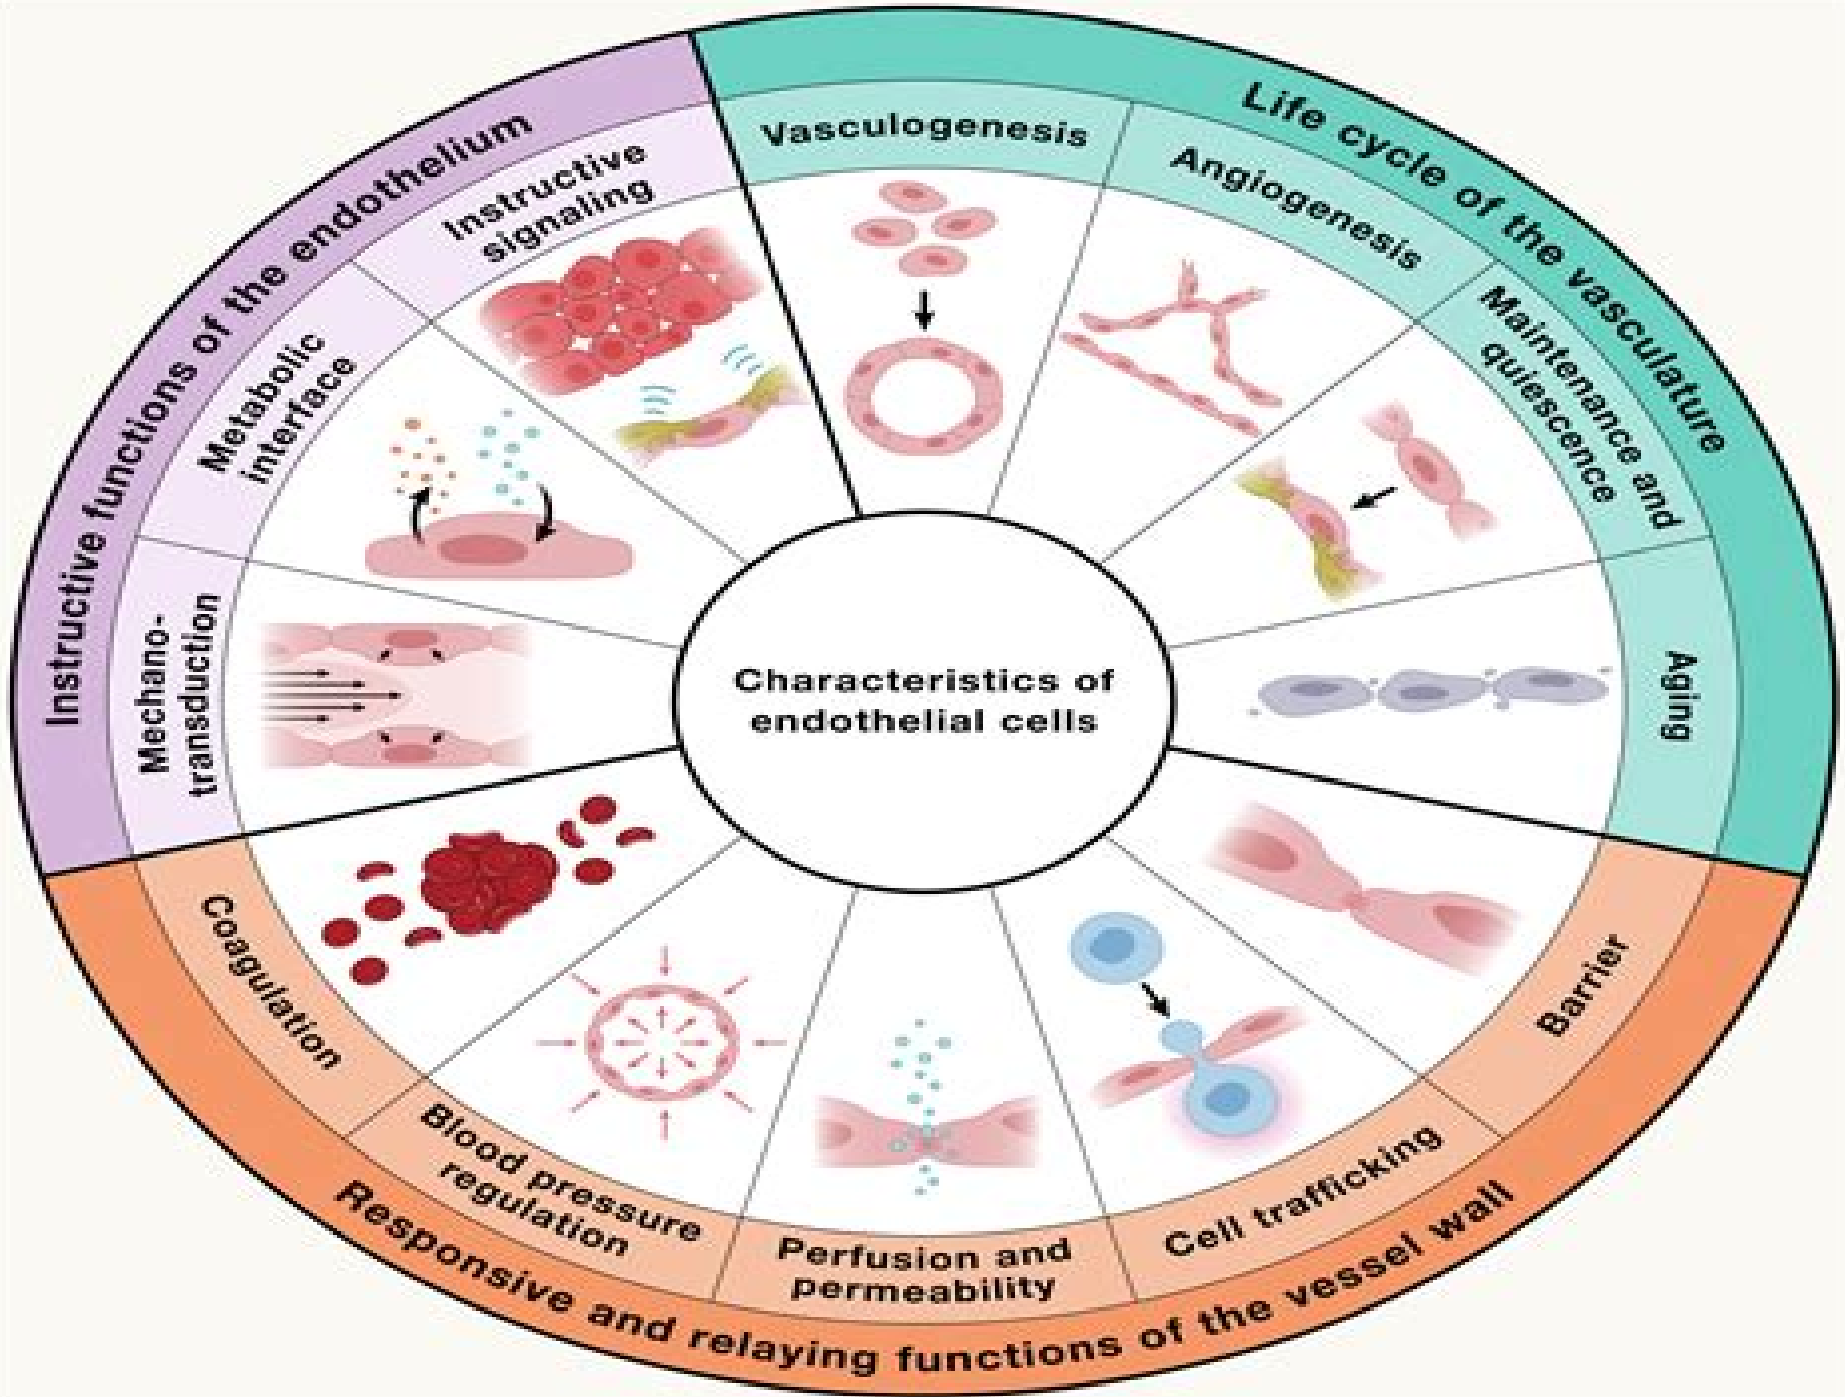 Characteristics of
endothelial cells
Life cycle of the vasculature
Vasculogenesis
Angiogenesis
Maintenance and
quiescence
Aging
Responsive and relaying functions of the vessel wall
Barrier
Cell trafficking
Perfusion and
permeability
Blood pressure
regulation
Coagulation
Instructive functions of the endothelium
Mechano-
transduction
Metabolic
interface
Instructive
signaling